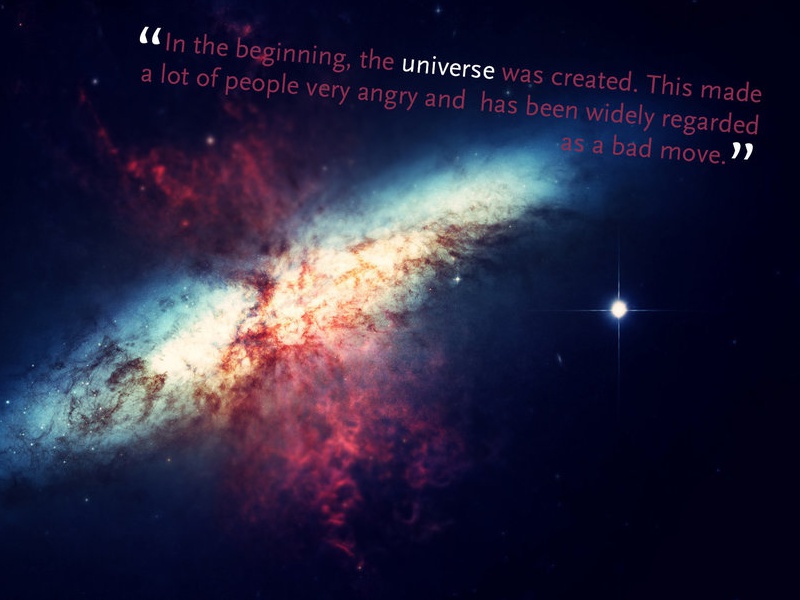 “In the beginning, the universe was created. This made
a lot of people very angry and  has been widely regarded
as a bad move.”